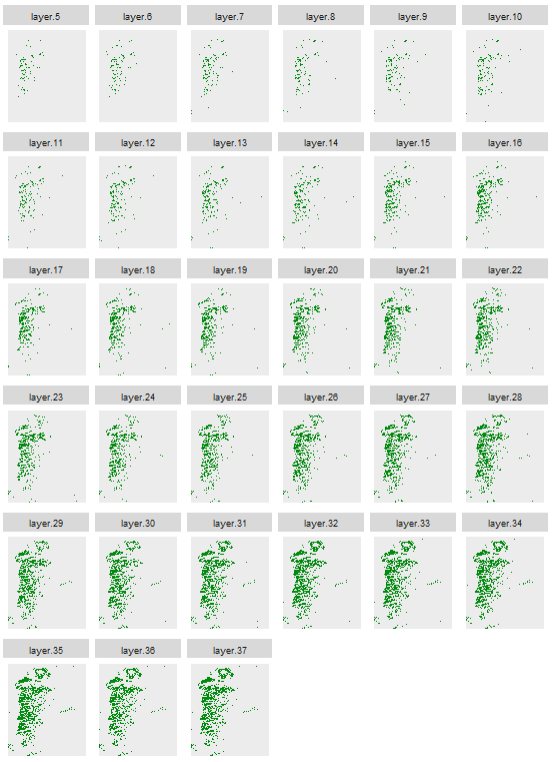 layer.5 layer.6 layer.7 layer.8 layer.9 layer.10
layer.11 layer.12 layer.13 layer.14 layer.15 layer.16
layer.17 layer.18 layer.19 layer.20 layer.21 layer.22
layer.23 layer.24 layer.25 layer.26 layer.27 layer.28
layer.29 layer.30 layer.31 layer.32 layer.33 layer.34
layer.35 layer.36 layer.37